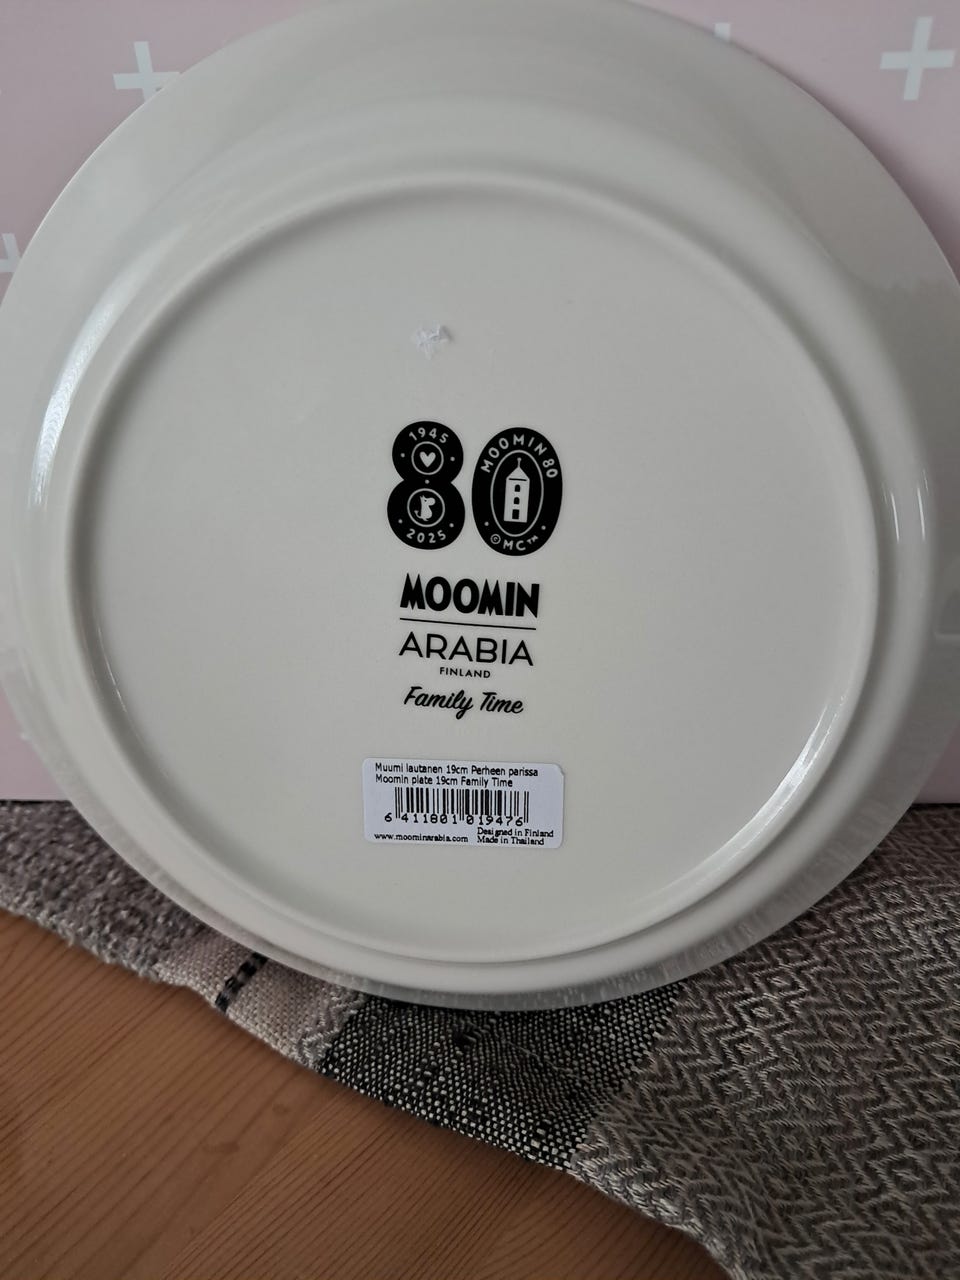 1945
2025
MOOMIN 80
©MC™
MOOMIN
ARABIA
FINLAND
Family Time
Muumi lautanen 19cm Perheen parissa
Moomin plate 19cm Family Time
6 411801 019476
Designed in Finland
www.moominarabia.com Made in Thailand